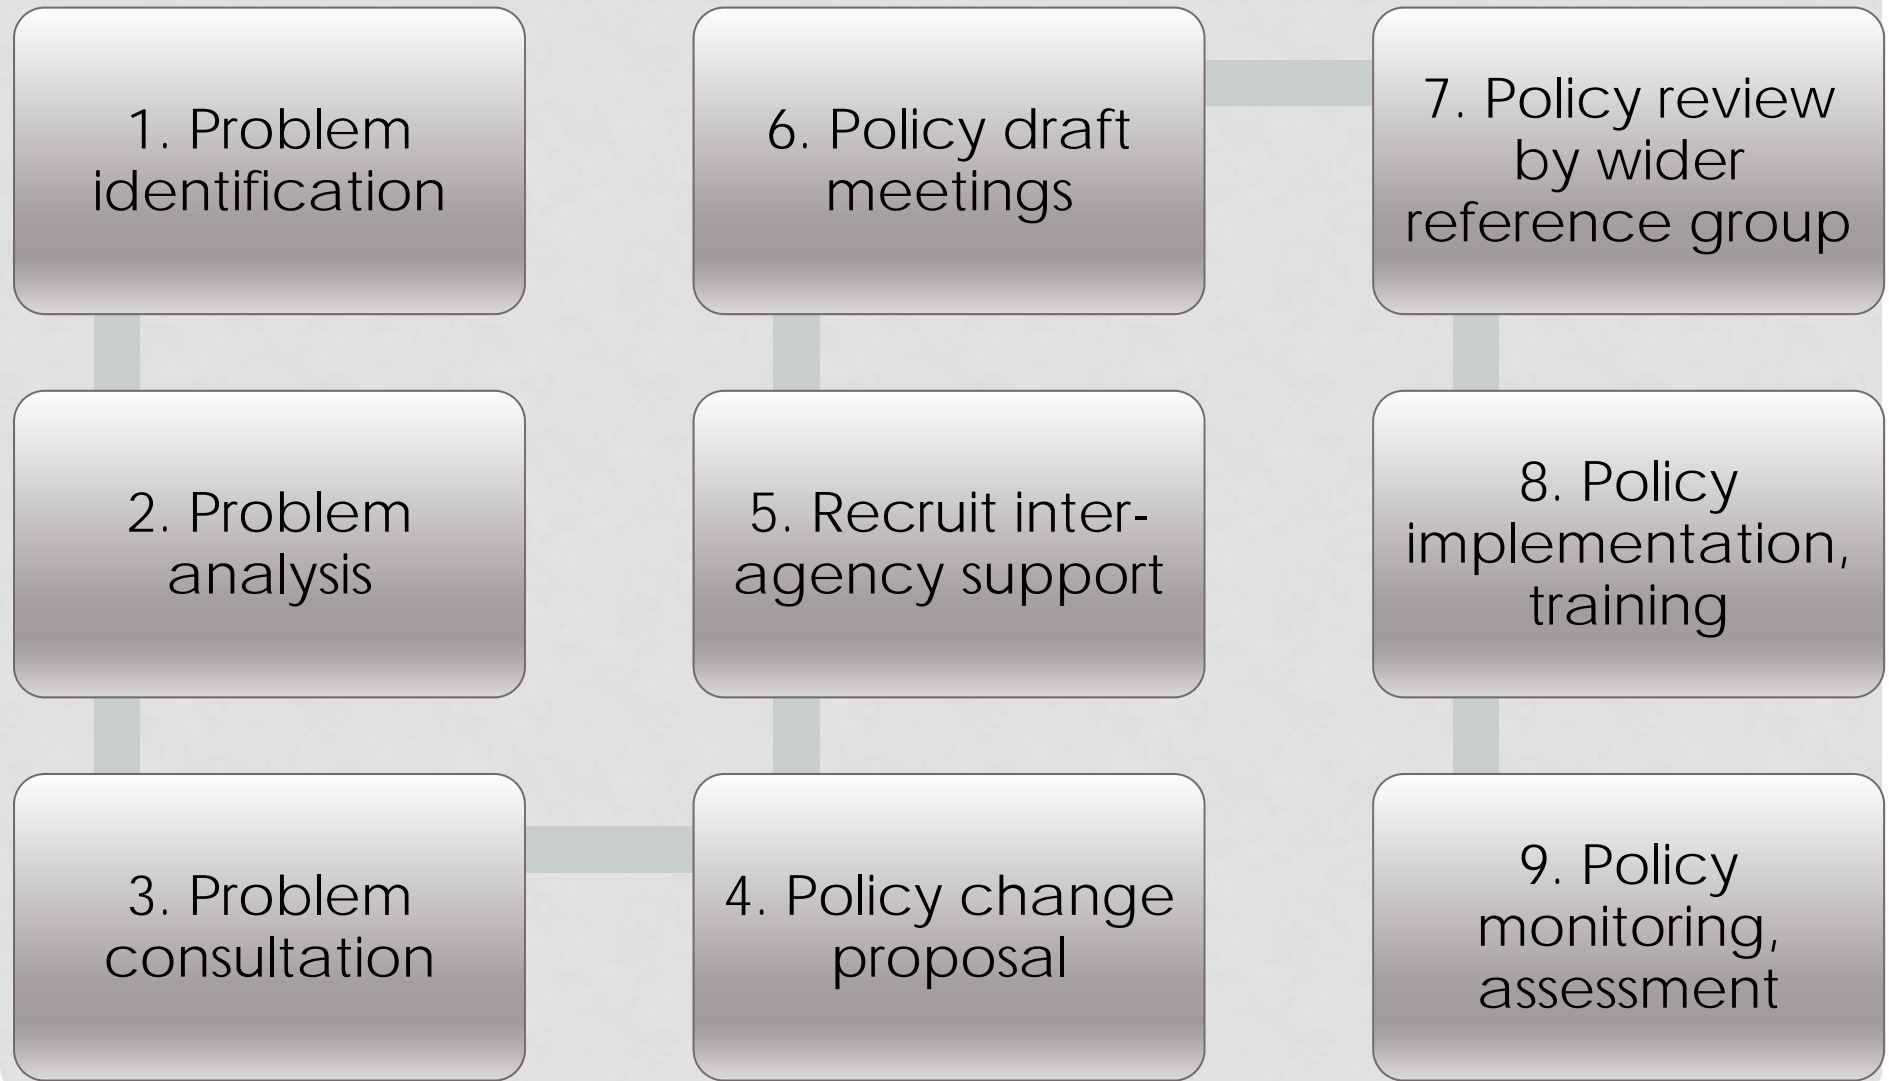 1. Problem
identification
2. Problem
analysis
3. Problem
consultation
4. Policy change
proposal
5. Recruit inter-
agency support
6. Policy draft
meetings
7. Policy review
by wider
reference group
8. Policy
implementation,
training
9. Policy
monitoring,
assessment